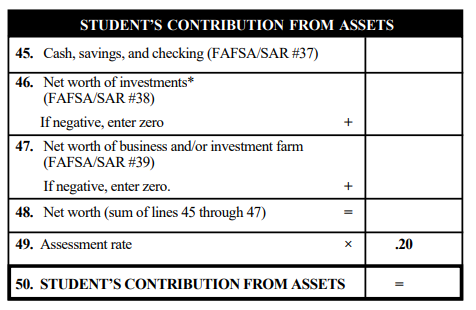 STUDENT'S CONTRIBUTION FROM ASSETS
45. Cash, savings, and checking (FAFSA/SAR #37)
46. Net worth of investments*
(FAFSA/SAR #38)
If negative, enter zero +
47. Net worth of business and/or investment farm
(FAFSA/SAR #39)
If negative, enter zero. +
48. Net worth (sum of lines 45 through 47) =
49. Assessment rate × .20
50. STUDENT'S CONTRIBUTION FROM ASSETS =